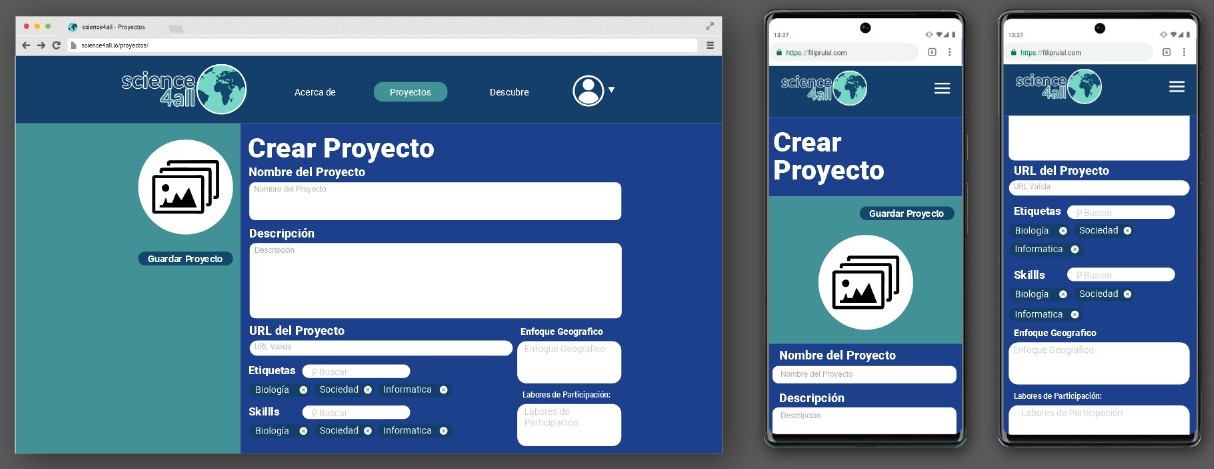 science4all - Proyectos
science4all.io/proyectos/
science
4all
Acerca de
Proyectos
Descubre
Guardar Proyecto
Crear Proyecto
Nombre del Proyecto
Nombre del Proyecto
Descripción
Descripción
URL del Proyecto
URL Valida
Enfoque Geografico
Enfoque Geografico
Etiquetas
Buscar
Biología
Sociedad
Informatica
Skills
Buscar
Biología
Sociedad
Informatica
Labores de Participación:
Labores de
Participación
13:37
https://filipruisl.com
6
science
4all
Crear
Proyecto
Guardar Proyecto
Nombre del Proyecto
Nombre del Proyecto
Descripción
Descripción
13:37
https://filipruisl.com
6
science
4all
URL del Proyecto
URL Valida
Etiquetas
Buscar
Biología
Sociedad
Informatica
Skills
Buscar
Biología
Sociedad
Informatica
Enfoque Geografico
Enfoque Geografico
Labores de Participación:
Labores de Participación